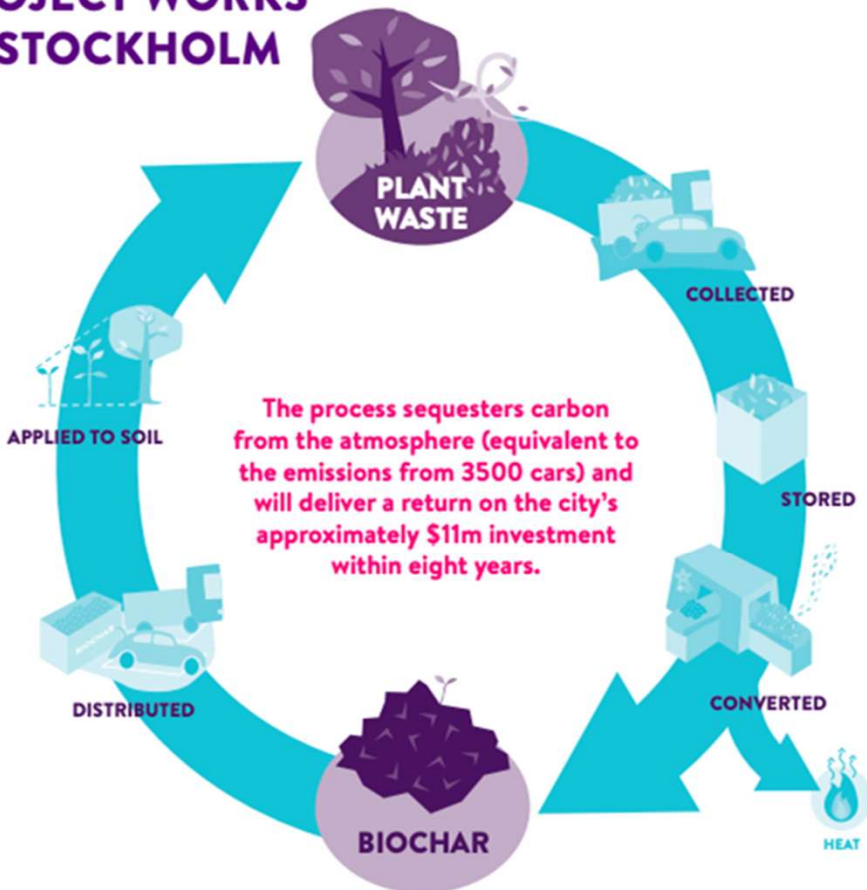 WORKS
STOCKHOLM
PLANT
WASTE
COLLECTED
STORED
CONVERTED
HEAT
BIOCHAR
DISTRIBUTED
BIOCHAR
APPLIED TO SOIL
The process sequesters carbon
from the atmosphere (equivalent to
the emissions from 3500 cars) and
will deliver a return on the city’s
approximately $11m investment
within eight years.